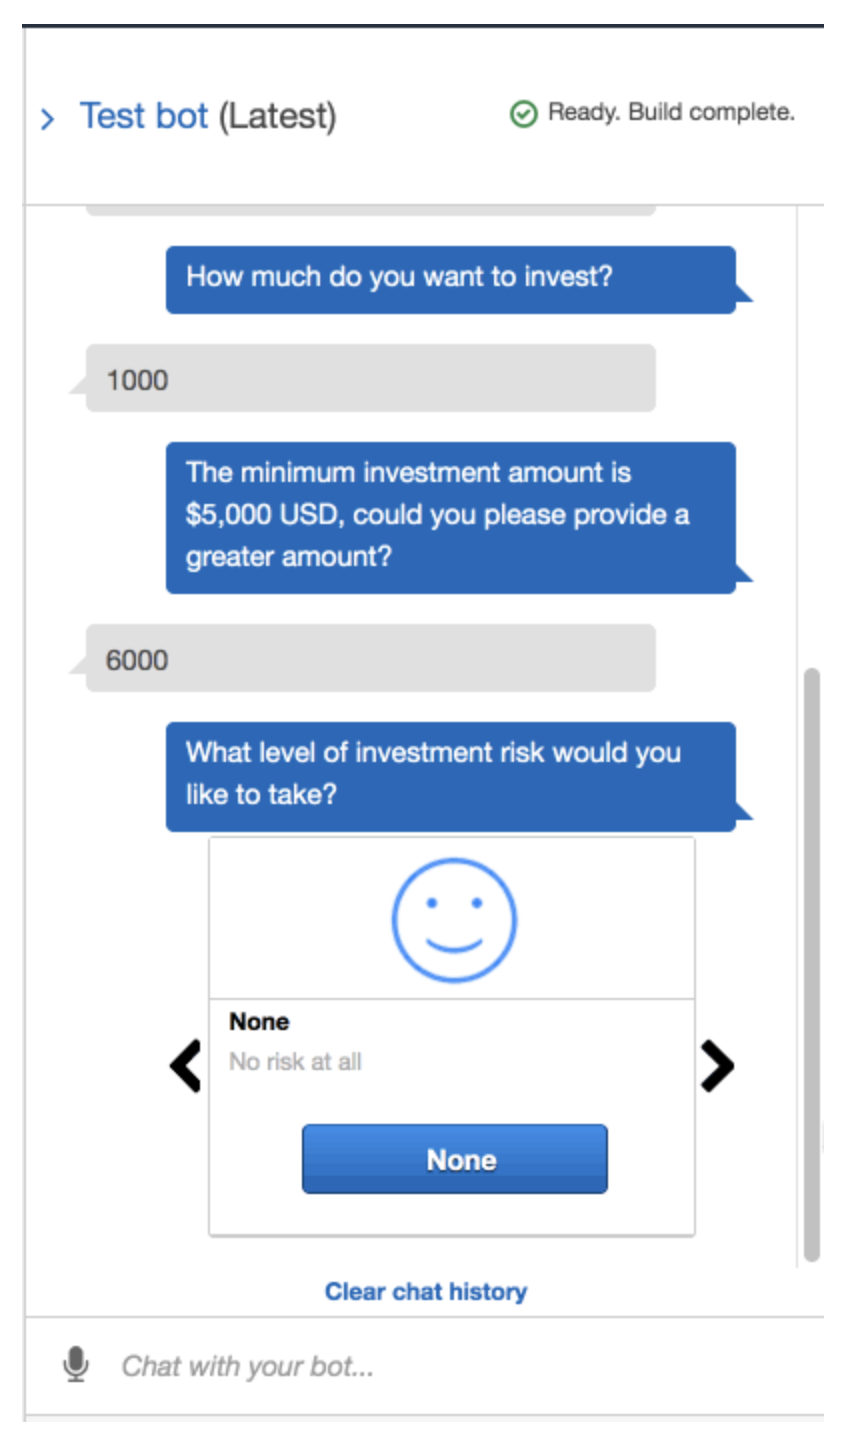 Test bot (Latest)
Ready. Build complete.
How much do you want to invest?
1000
The minimum investment amount is
$5,000 USD, could you please provide a
greater amount?
6000
What level of investment risk would you
like to take?
None
No risk at all
None
Clear chat history
Chat with your bot...